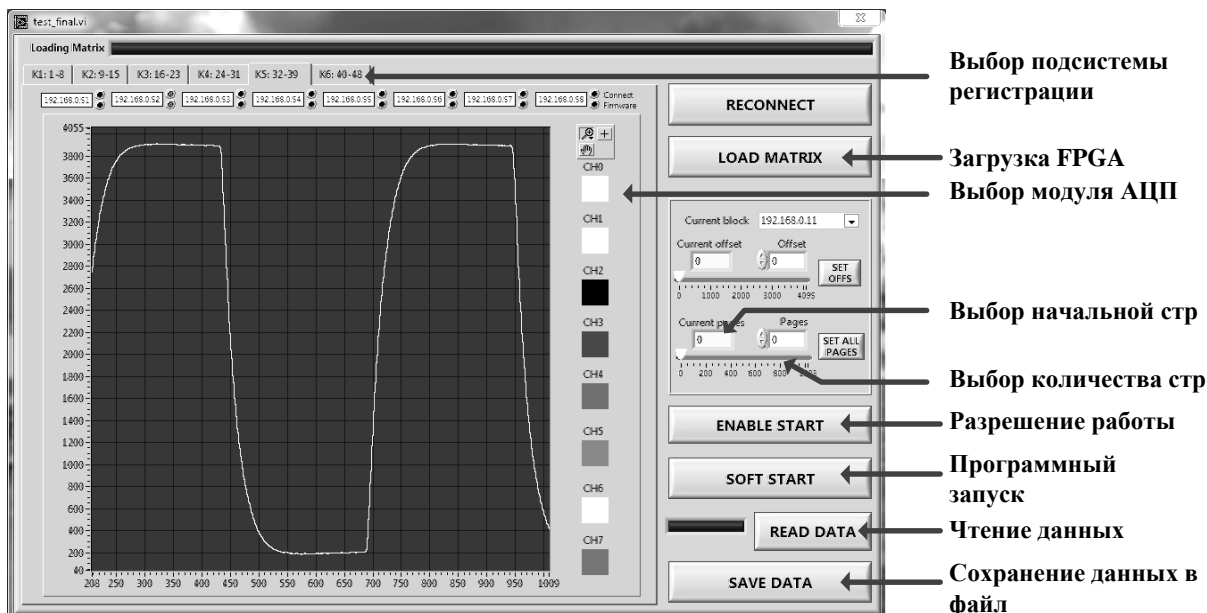 test_final.vi
Loading Matrix
K1: 1-8 K2: 9-15 K3: 16-23 K4: 24-31 K5: 32-39 K6: 40-48
192.168.0.51 192.168.0.52 192.168.0.53 192.168.0.54 192.168.0.55 192.168.0.56 192.168.0.57 192.168.0.58 Connect
Firmware
4055
3800
3600
3400
3200
3000
2800
2600
2400
2200
2000
1800
1600
1400
1200
1000
800
600
400
200
40
208 250 300 350 400 450 500 550 600 650 700 750 800 850 900 950 1009
CH0
CH1
CH2
CH3
CH4
CH5
CH6
CH7
RECONNECT
LOAD MATRIX
Current block 192.168.0.11
Current offset Offset
0 0
SET
OFFS
0 1000 2000 3000 4095
Current pages Pages
0 0
SET ALL
PAGES
0 200 400 600 800
ENABLE START
SOFT START
READ DATA
SAVE DATA
Выбор подсистемы
регистрации
Загрузка FPGA
Выбор модуля АЦП
Выбор начальной стр
Выбор количества стр
Разрешение работы
Программный
запуск
Чтение данных
Сохранение данных в
файл